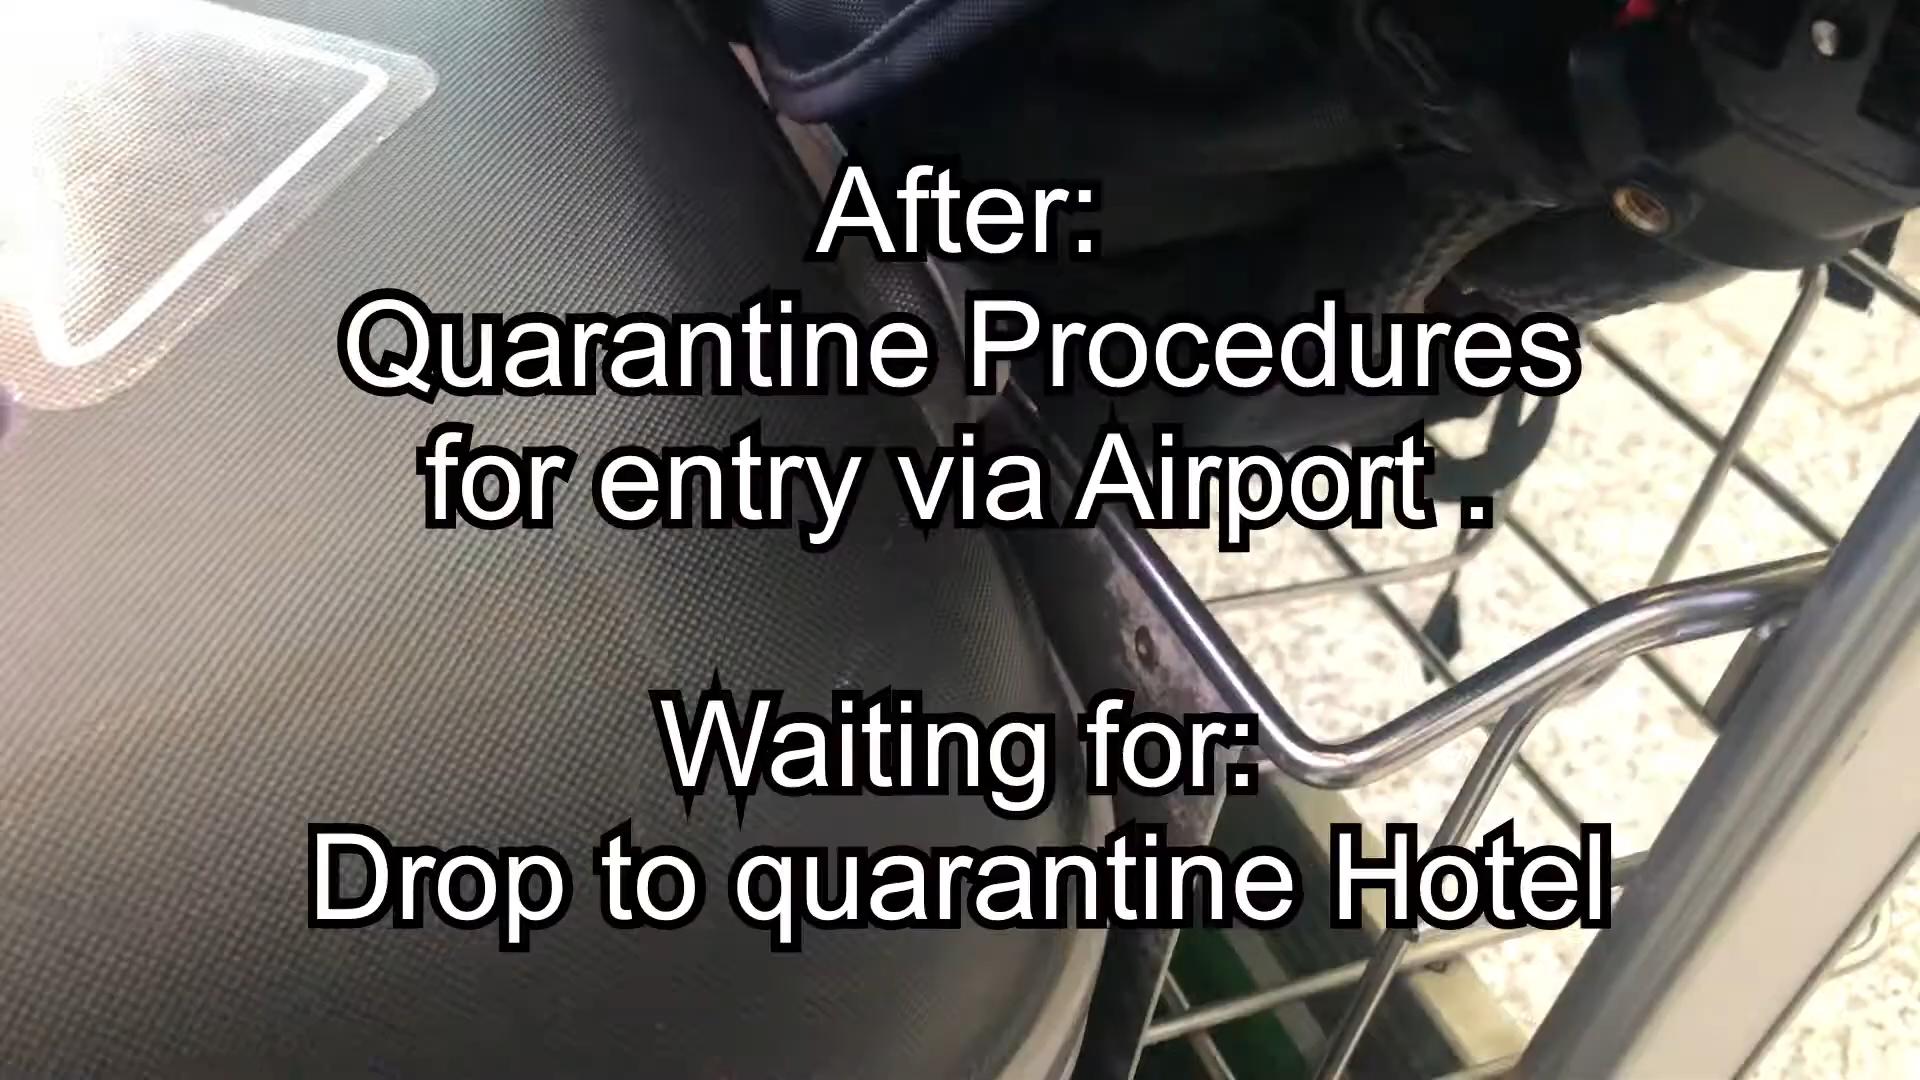 After:
Quarantine Procedures
for entry via Airport .
Waiting for:
Drop to quarantine Hotel